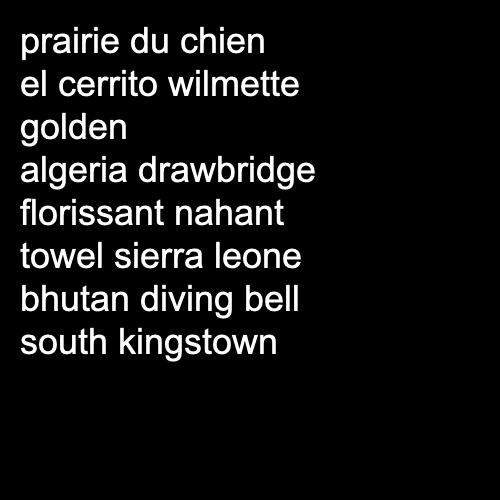 prairie du chien
el cerrito wilmette
golden
algeria drawbridge
florissant nahant
towel sierra leone
bhutan diving bell
south kingstown